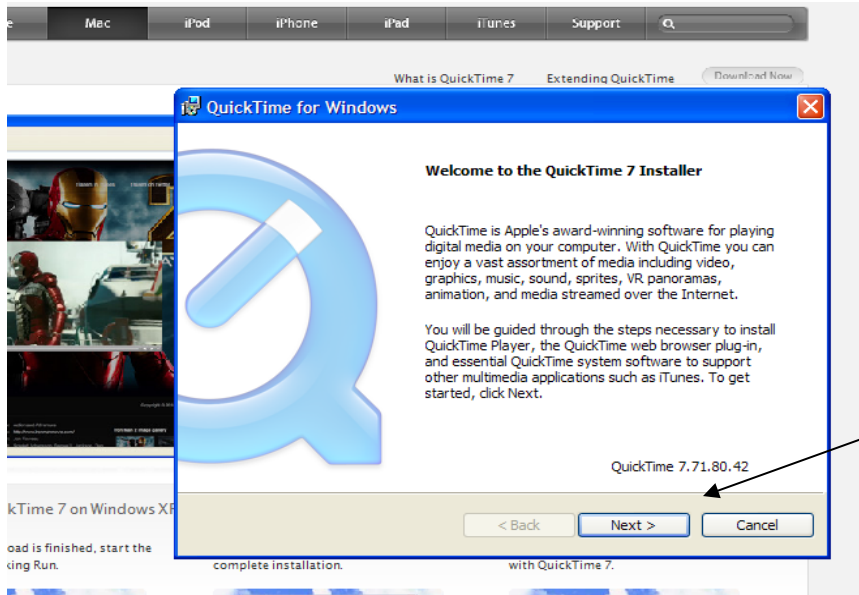 e Mac iPod iPhone iPad iTunes Support
What is QuickTime 7 Extending QuickTime Download Now
QuickTime for Windows
Welcome to the QuickTime 7 Installer
QuickTime is Apple's award-winning software for playing
digital media on your computer. With QuickTime you can
enjoy a vast assortment of media including video,
graphics, music, sound, sprites, VR panoramas,
animation, and media streamed over the Internet.
You will be guided through the steps necessary to install
QuickTime Player, the QuickTime web browser plug-in,
and essential QuickTime system software to support
other multimedia applications such as iTunes. To get
started, click Next.
QuickTime 7.71.80.42
< Back Next > Cancel
kTime 7 on Windows XP
oad is finished, start the
king Run.
complete installation.
with QuickTime 7.